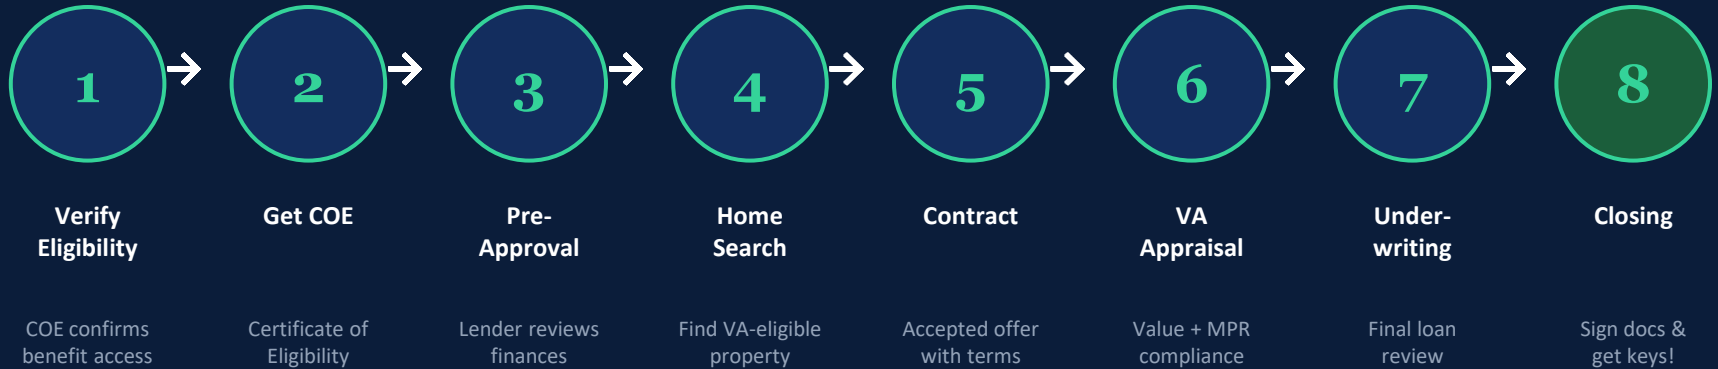 1
2
3
4
5
6
7
8
Verify
Eligibility
Get COE
Pre-
Approval
Home
Search
Contract
VA
Appraisal
Under-
writing
Closing
COE confirms
benefit access
Certificate of
Eligibility
Lender reviews
finances
Find VA-eligible
property
Accepted offer
with terms
Value + MPR
compliance
Final loan
review
Sign docs &
get keys!